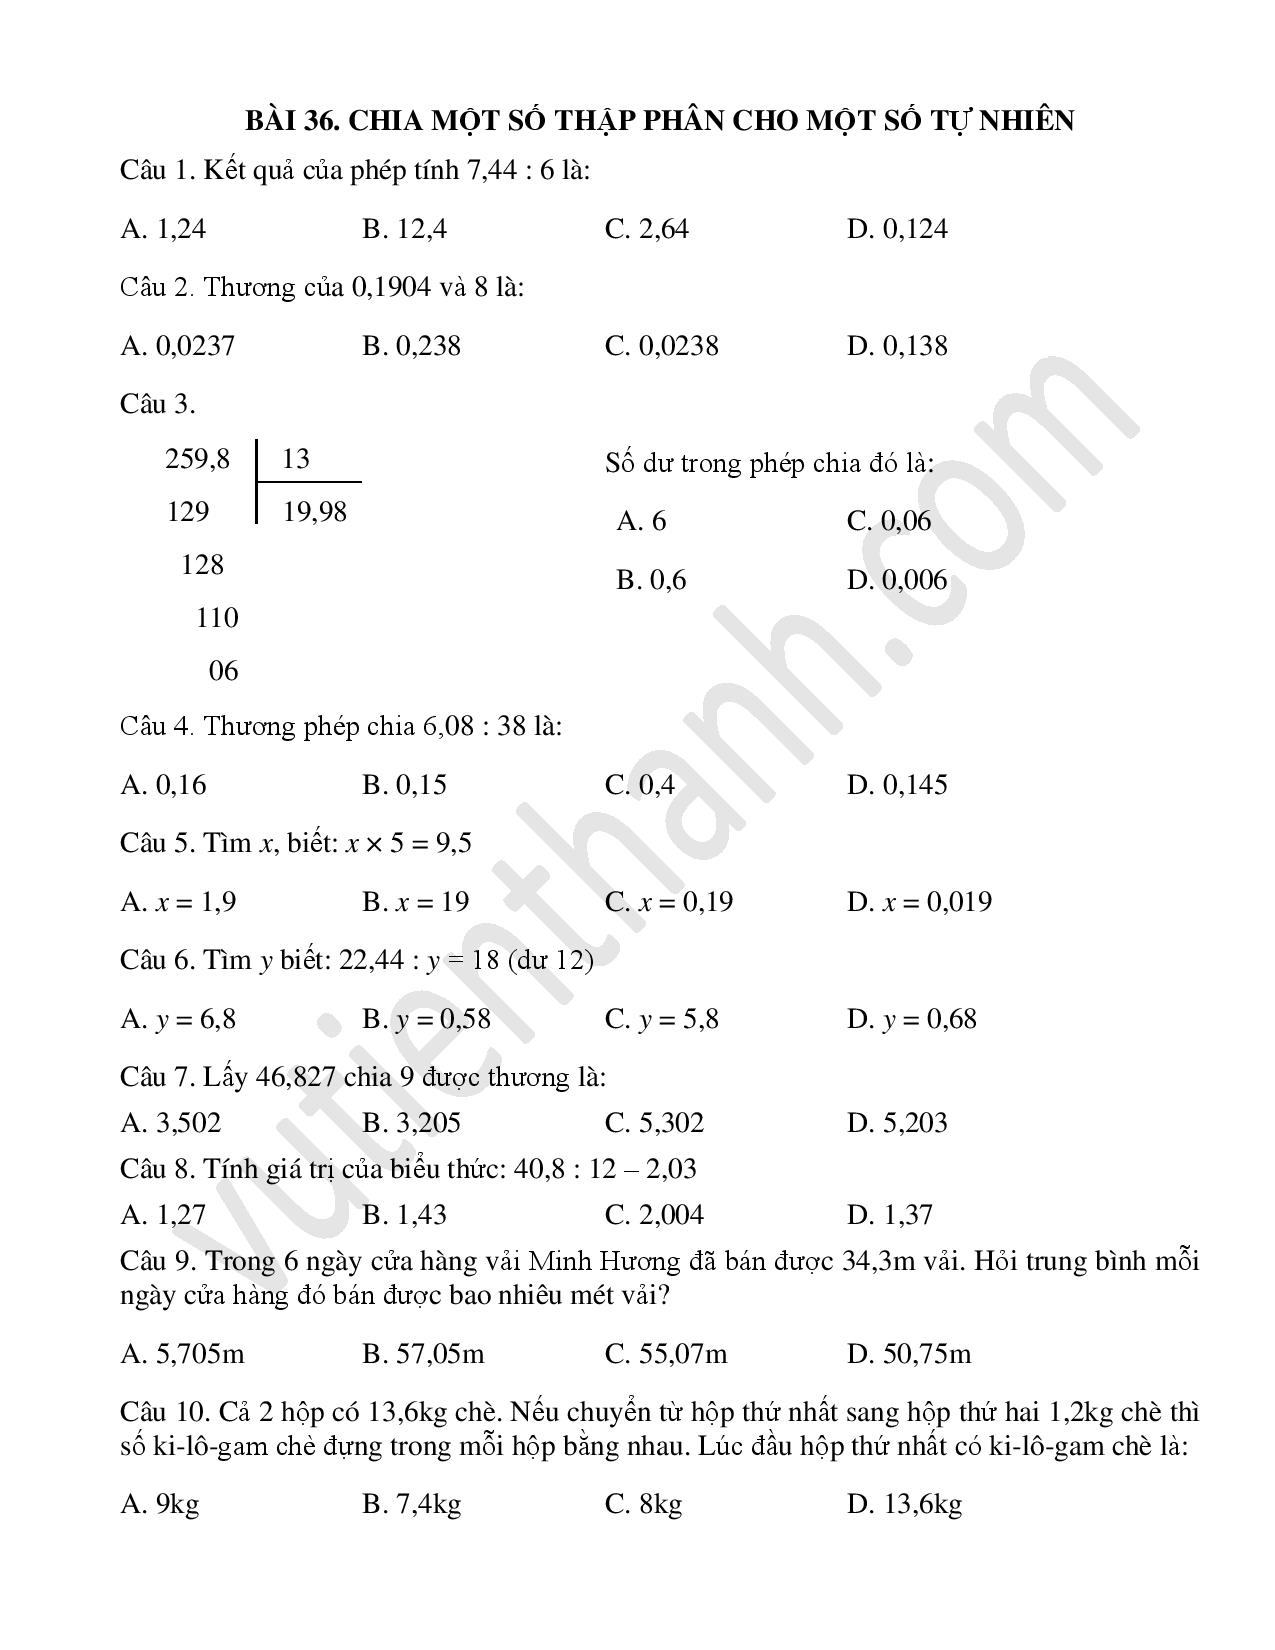 BÀI 36. CHIA MỘT SỐ THẬP PHÂN CHO MỘT SỐ TỰ NHIÊN
Câu 1. Kết quả của phép tính 7,44 : 6 là:
A. 1,24 B. 12,4 C. 2,64 D. 0,124
Câu 2. Thương của 0,1904 và 8 là:
A. 0,0237 B. 0,238 C. 0,0238 D. 0,138
Câu 3.
259,8 13
129 19,98
128
110
06
Số dư trong phép chia đó là:
A. 6 C. 0,06
B. 0,6 D. 0,006
Câu 4. Thương phép chia 6,08 : 38 là:
A. 0,16 B. 0,15 C. 0,4 D. 0,145
Câu 5. Tìm x, biết: x × 5 = 9,5
A. x = 1,9 B. x = 19 C. x = 0,19 D. x = 0,019
Câu 6. Tìm y biết: 22,44 : y = 18 (dư 12)
A. y = 6,8 B. y = 0,58 C. y = 5,8 D. y = 0,68
Câu 7. Lấy 46,827 chia 9 được thương là:
A. 3,502 B. 3,205 C. 5,302 D. 5,203
Câu 8. Tính giá trị của biểu thức: 40,8 : 12 – 2,03
A. 1,27 B. 1,43 C. 2,004 D. 1,37
Câu 9. Trong 6 ngày cửa hàng vải Minh Hương đã bán được 34,3m vải. Hỏi trung bình mỗi
ngày cửa hàng đó bán được bao nhiêu mét vải?
A. 5,705m B. 57,05m C. 55,07m D. 50,75m
Câu 10. Cả 2 hộp có 13,6kg chè. Nếu chuyển từ hộp thứ nhất sang hộp thứ hai 1,2kg chè thì
số ki-lô-gam chè đựng trong mỗi hộp bằng nhau. Lúc đầu hộp thứ nhất có ki-lô-gam chè là:
A. 9kg B. 7,4kg C. 8kg D. 13,6kg
vutienthanh.com